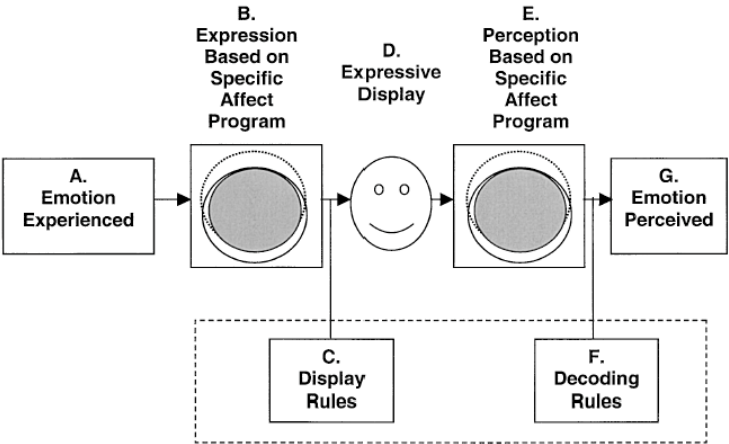 A.
Emotion
Experienced
B.
Expression
Based on
Specific
Affect
Program
C.
Display
Rules
D.
Expressive
Display
E.
Perception
Based on
Specific
Affect
Program
F.
Decoding
Rules
G.
Emotion
Perceived